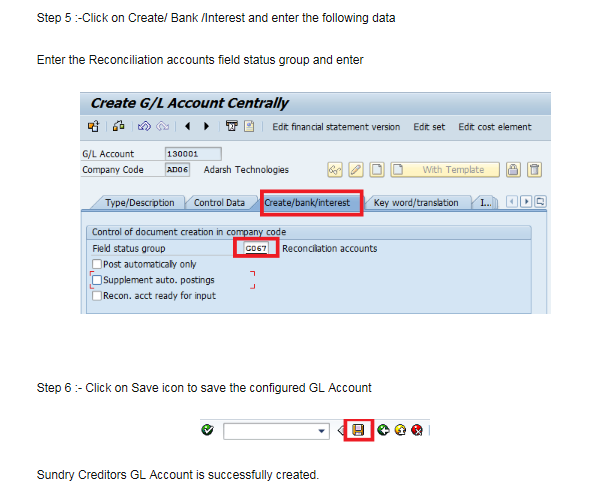 Step 5 :-Click on Create/ Bank /Interest and enter the following data
Enter the Reconciliation accounts field status group and enter
Create G/L Account Centrally
Edit financial statement version Edit set Edit cost element
G/L Account 130001
Company Code AD06 Adarsh Technologies With Template
Type/Description Control Data Create/bank/interest Key word/translation I...
Control of document creation in company code
Field status group G067 Reconciliation accounts
Post automatically only
Supplement auto. postings
Recon. acct ready for input
Step 6 :- Click on Save icon to save the configured GL Account
Sundry Creditors GL Account is successfully created.